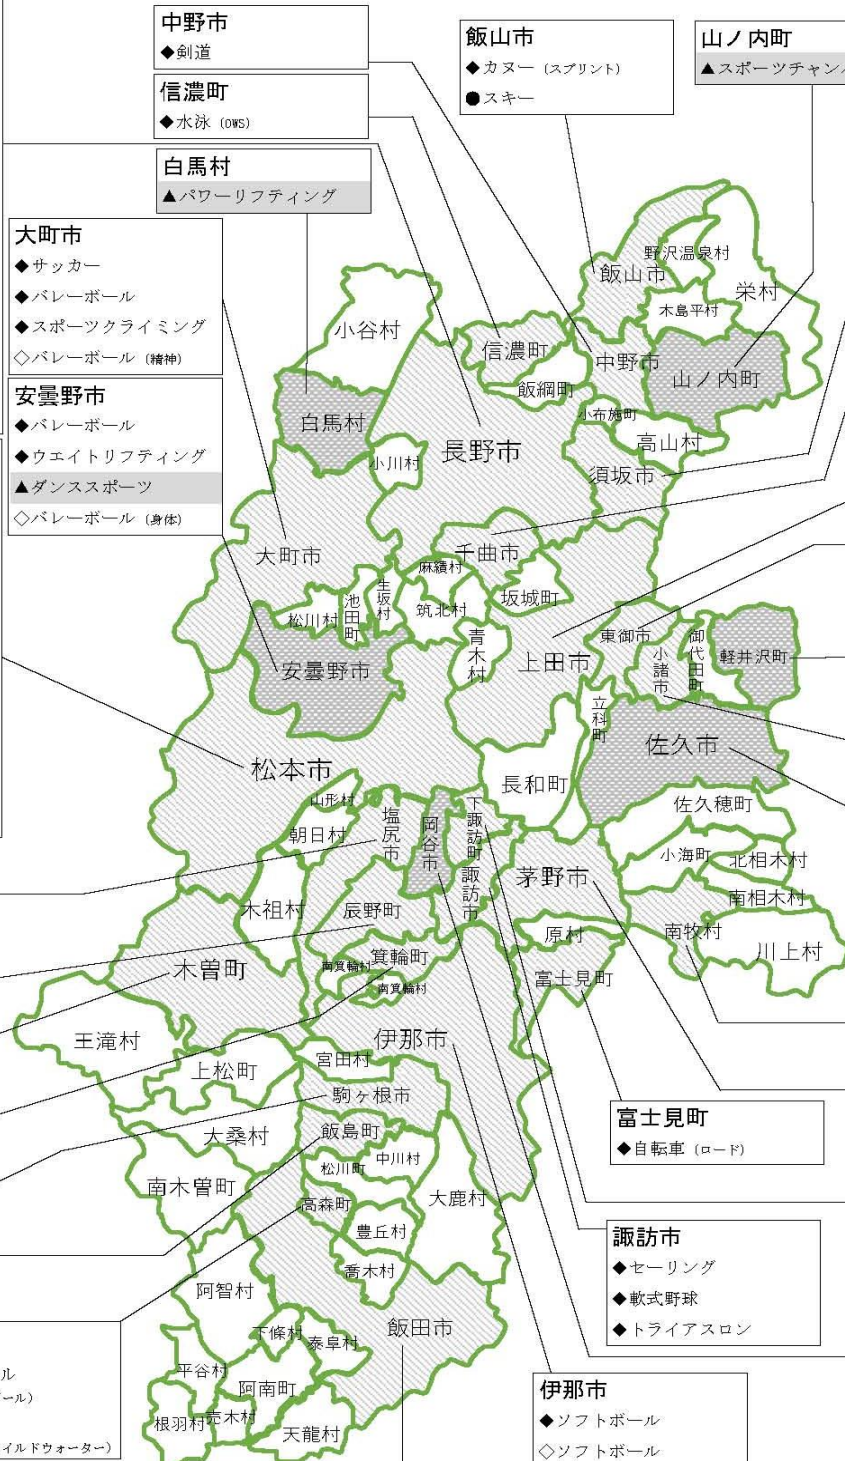 中野市
◆剣道
信濃町
◆水泳（OWS）
白馬村
▲パワーリフティング
飯山市
◆カヌー（スプリント）
●スキー
山ノ内町
▲スポーツチャン
大町市
◆サッカー
◆バレーボール
◆スポーツクライミング
◇バレーボール（精神）
安曇野市
◆バレーボール
◆ウエイトリフティング
▲ダンススポーツ
◇バレーボール（身体）
野沢温泉村
飯山市
栄村
木島平村
小谷村
信濃町
中野市
山ノ内町
飯綱町
白馬村
小布施町
長野市
高山村
小川村
須坂市
大町市
千曲市
麻績村
生坂村
池田町
松川村
筑北村
坂城町
青木村
東御市
御代田町
小諸市
軽井沢町
安曇野市
上田市
立科町
佐久市
松本市
長和町
山形村
朝日村
塩尻市
岡谷市
下諏訪町
佐久穂町
小海町
北相木村
茅野市
諏訪市
南相木村
木祖村
辰野町
南牧村
川上村
原村
木曽町
箕輪町
南箕輪村
南箕輪村
富士見町
王滝村
伊那市
宮田村
上松町
駒ヶ根市
大桑村
飯島町
松川町
中川村
南木曽町
高森町
大鹿村
豊丘村
喬木村
阿智村
飯田市
下條村
泰阜村
平谷村
阿南町
根羽村
売木村
天龍村
富士見町
◆自転車（ロード）
諏訪市
◆セーリング
◆軟式野球
◆トライアスロン
伊那市
◆ソフトボール
◇ソフトボール
ル
ール）
イルドウォーター）